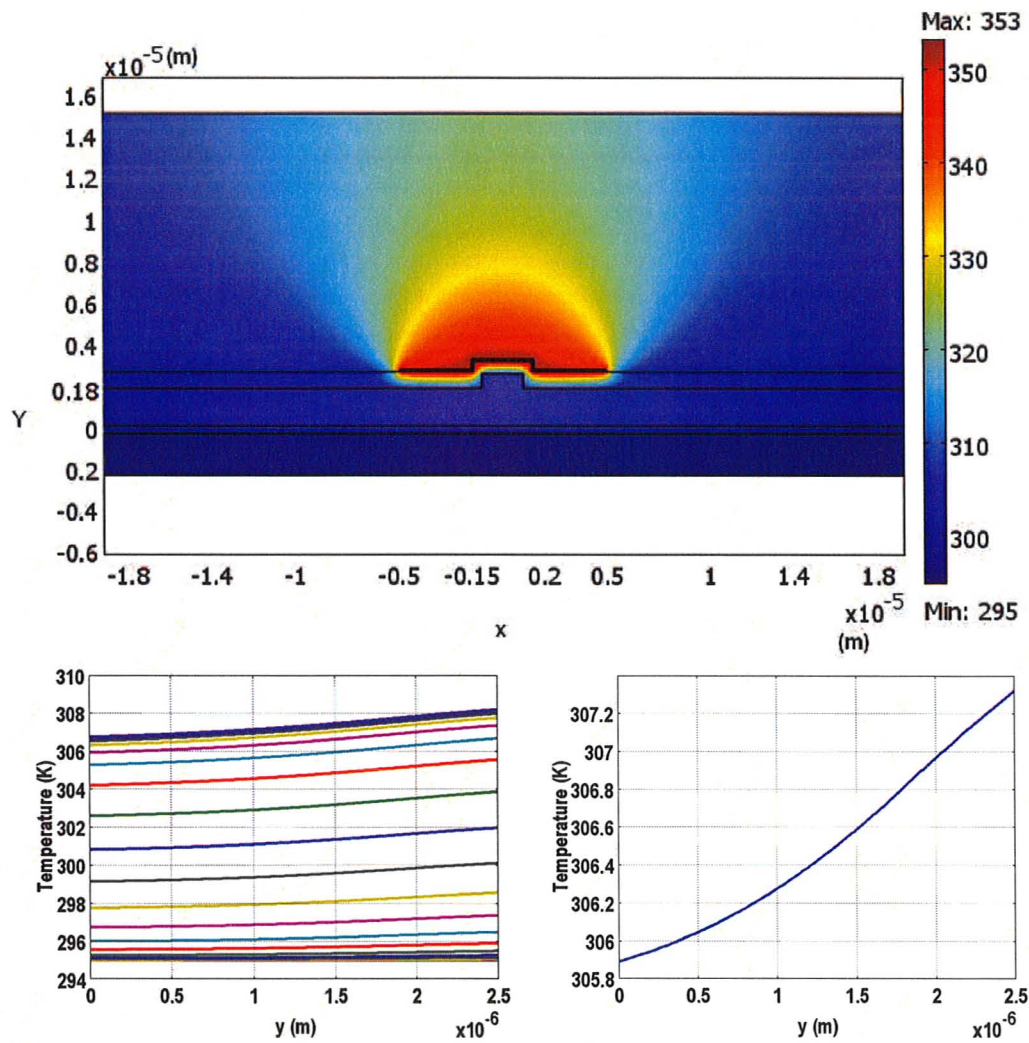 Max: 353
x10⁻⁵ (m)
1.6
1.4
1.2
1
0.8
0.6
0.4
0.18
0
0.2
-0.4
-0.6
Y
350
340
330
320
310
300
-1.8 -1.4 -1 -0.5 -0.15 0.2 0.5 1 1.4 1.8
x10⁻⁵
(m)
x
Min: 295
310
308
306
304
302
300
298
296
294
Temperature (K)
0 0.5 1 1.5 2 2.5
y (m)
x10⁻⁶
307.2
307
306.8
306.6
306.4
306.2
306
305.8
Temperature (K)
0 0.5 1 1.5 2 2.5
y (m)
x10⁻⁶